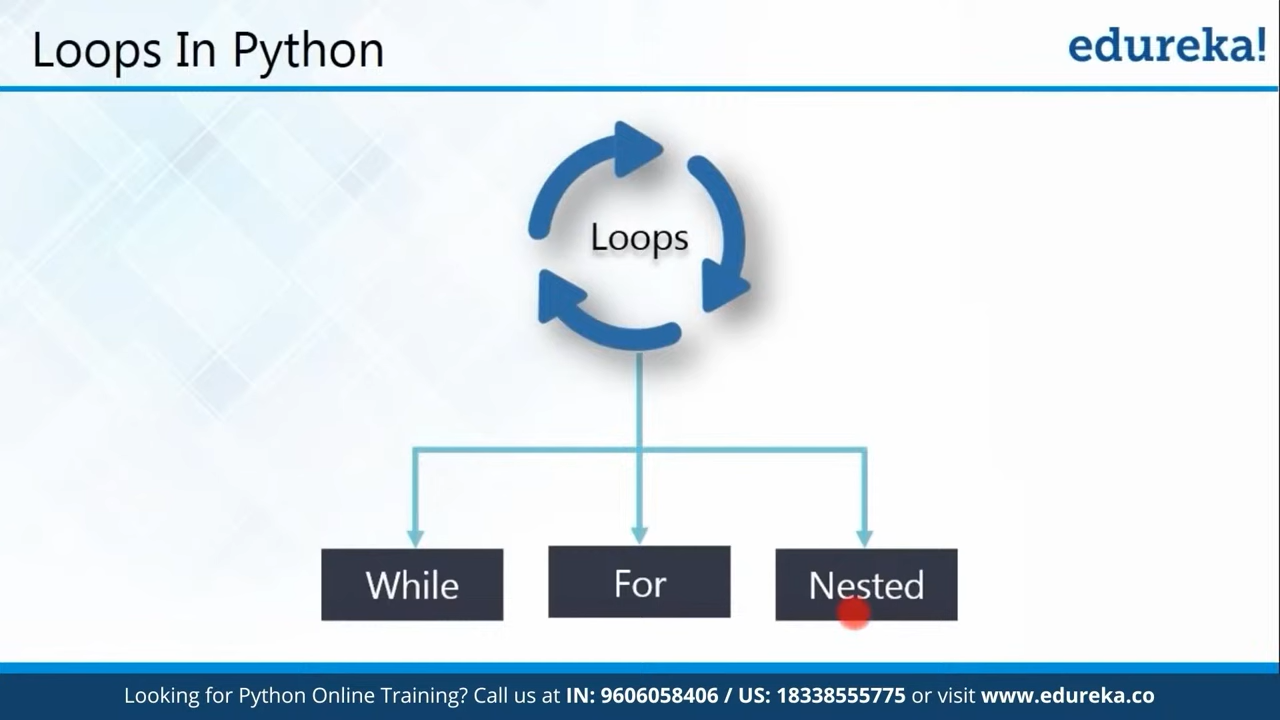 Loops In Python
edureka!
Loops
While
For
Nested
Looking for Python Online Training? Call us at IN: 9606058406 / US: 18338555775 or visit www.edureka.co